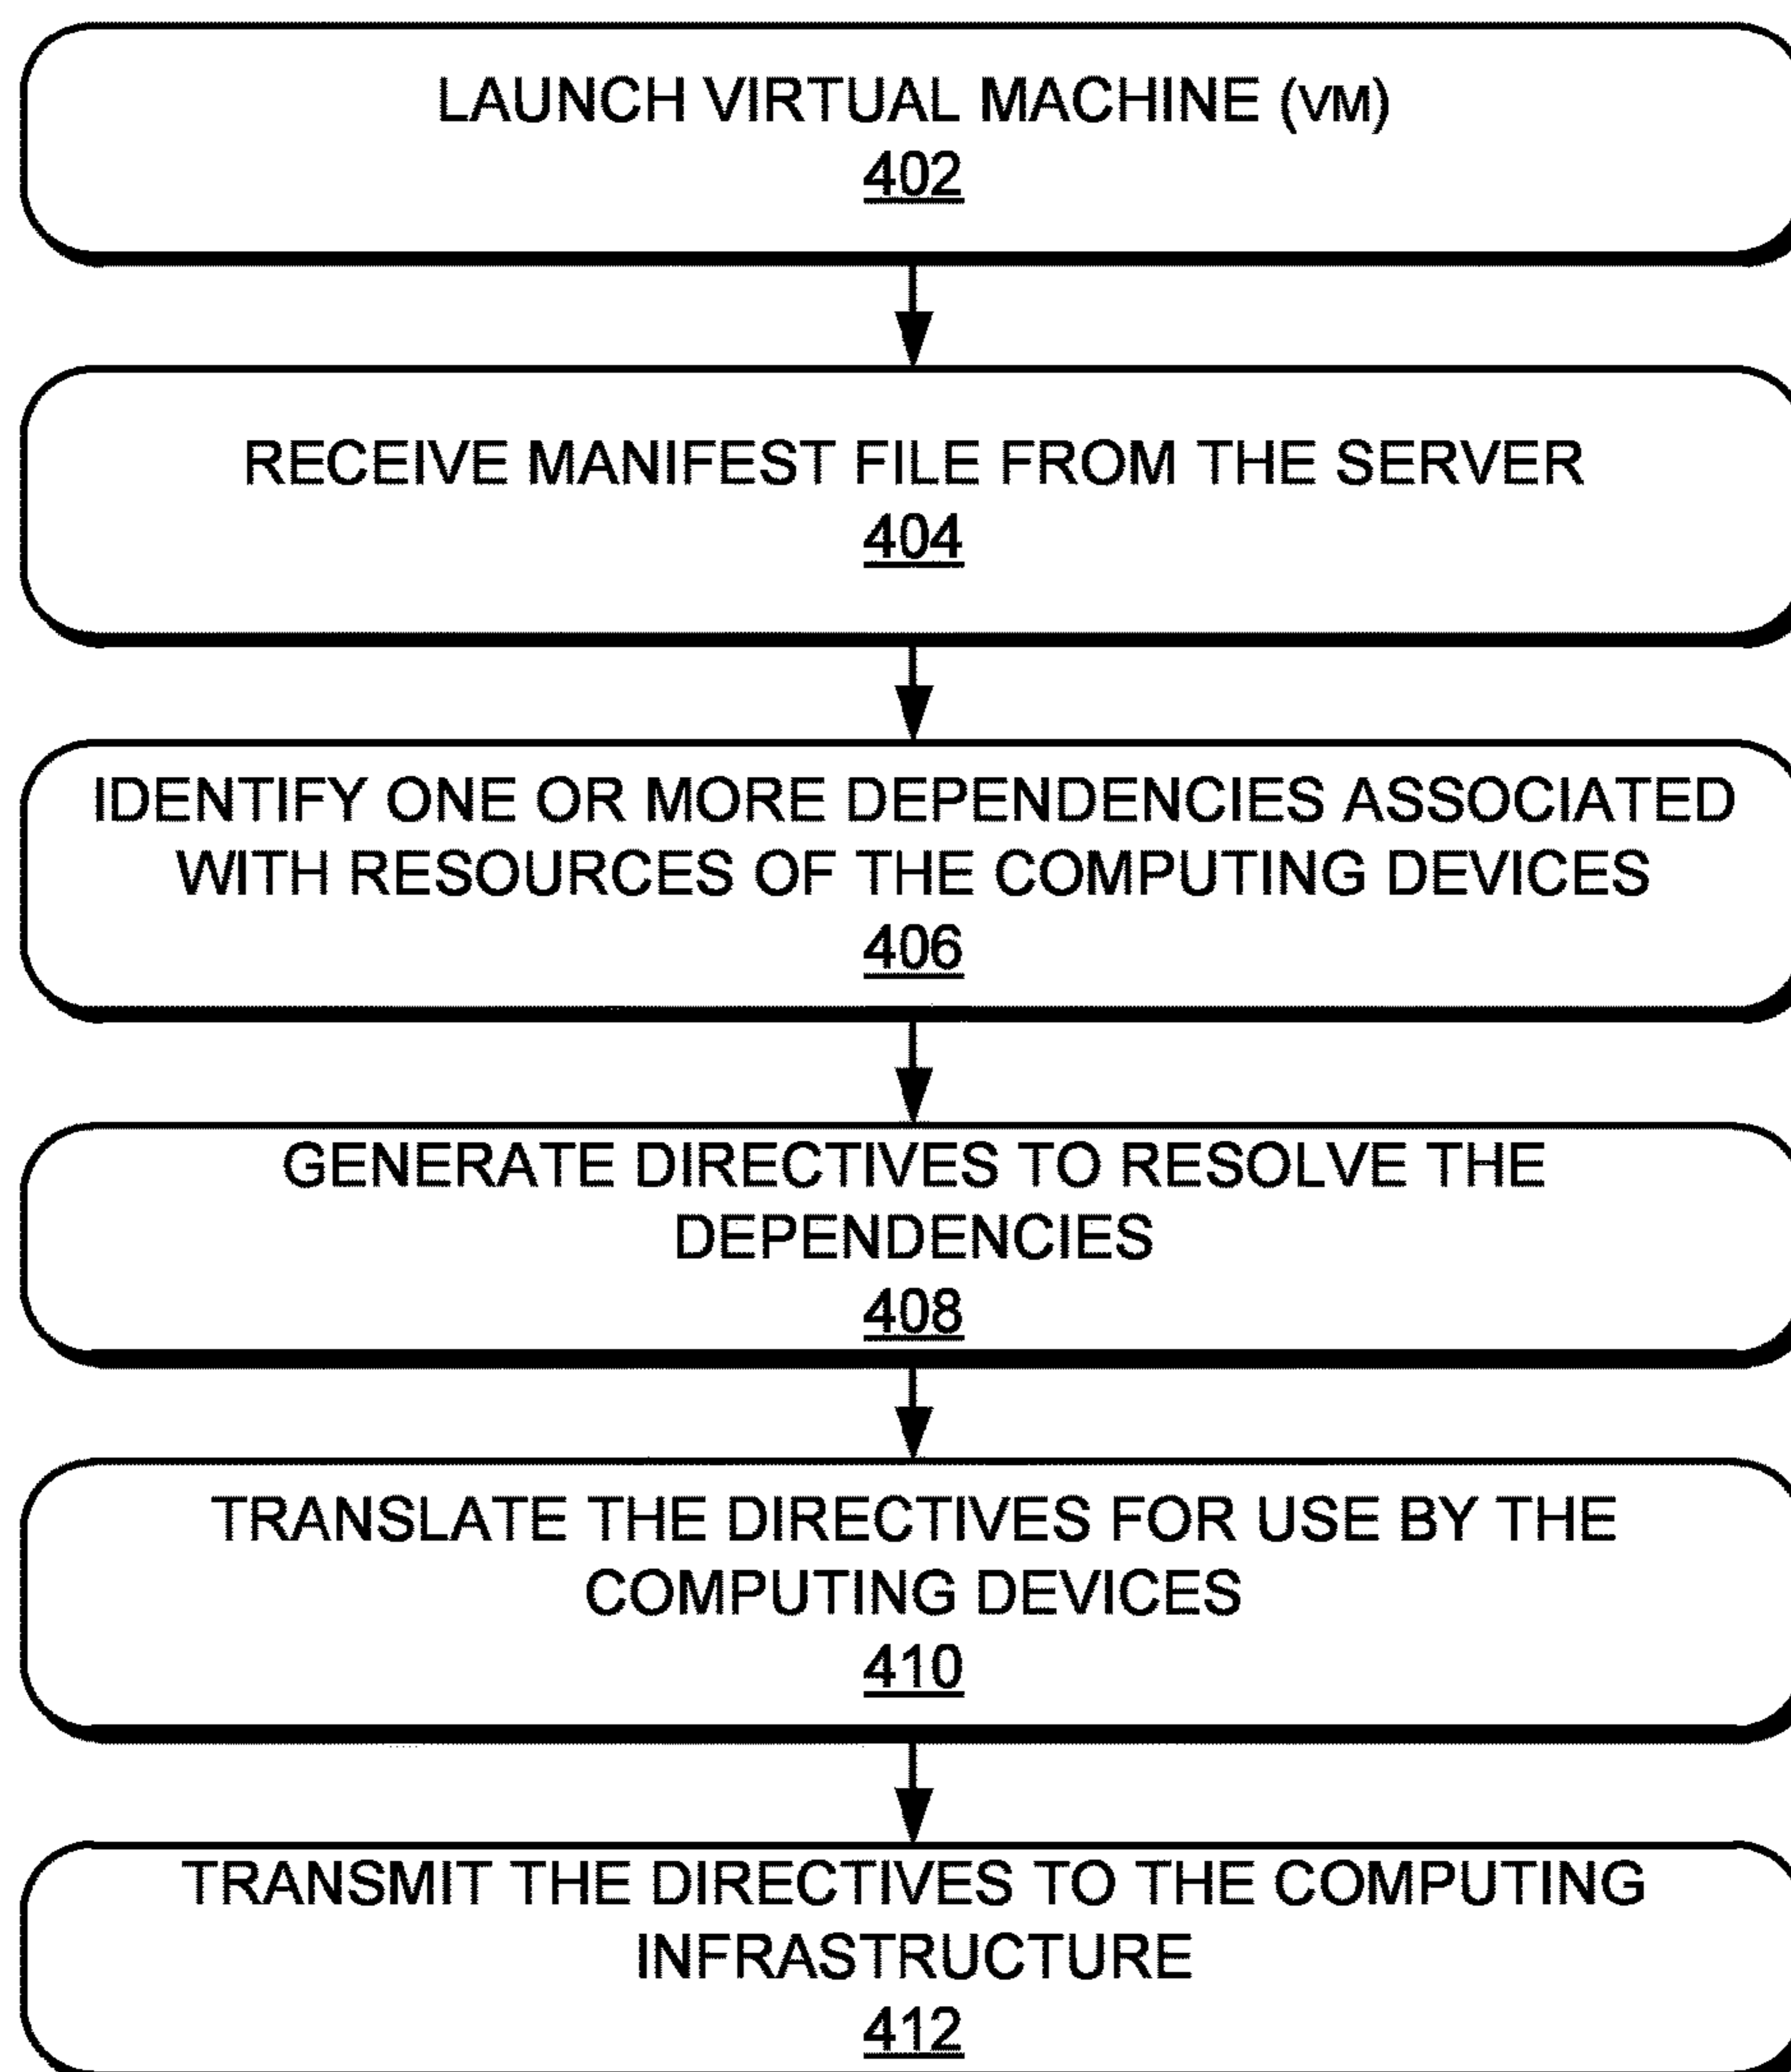 LAUNCH VIRTUAL MACHINE (VM)
402
RECEIVE MANIFEST FILE FROM THE SERVER
404
IDENTIFY ONE OR MORE DEPENDENCIES ASSOCIATED
WITH RESOURCES OF THE COMPUTING DEVICES
406
GENERATE DIRECTIVES TO RESOLVE THE
DEPENDENCIES
408
TRANSLATE THE DIRECTIVES FOR USE BY THE
COMPUTING DEVICES
410
TRANSMIT THE DIRECTIVES TO THE COMPUTING
INFRASTRUCTURE
412